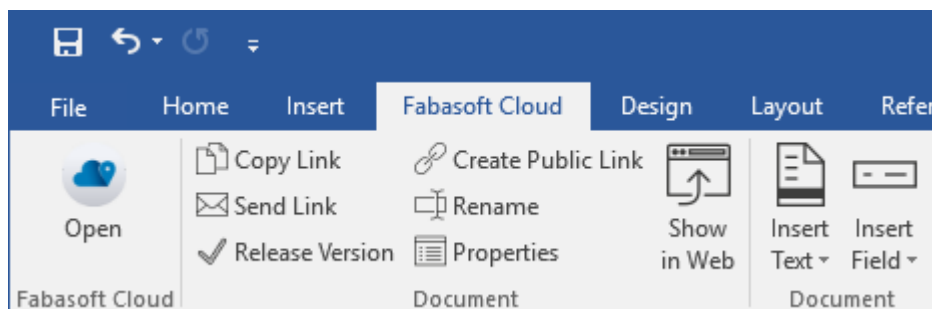 File Home Insert Fabasoft Cloud Design Layout Refer
Copy Link Create Public Link
Send Link Rename
Open Show Insert Insert
Release Version Properties in Web Text Field
Fabasoft Cloud Document Document